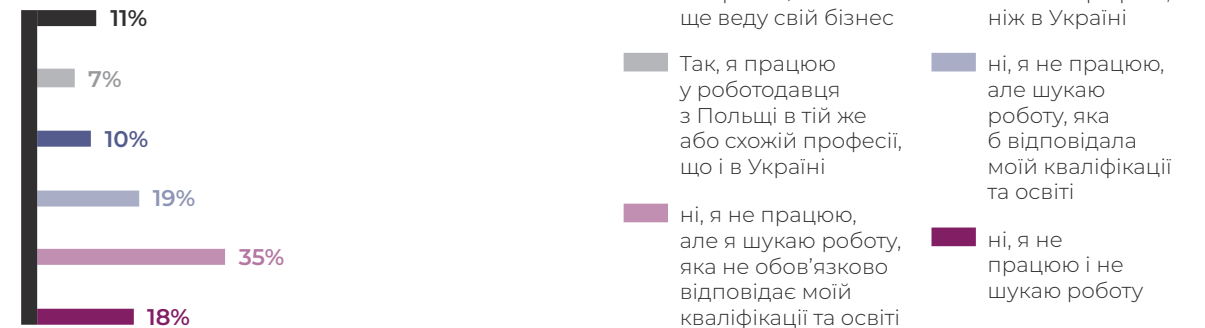 11%
7%
10%
19%
35%
18%
ще веду свій бізнес
Так, я працюю
у роботодавця
з Польщі в тій же
або схожій професії,
що і в Україні
ні, я не працюю,
але я шукаю роботу,
яка не обов’язково
відповідає моїй
кваліфікації та освіті
ніж в Україні
ні, я не працюю,
але шукаю
роботу, яка
б відповідала
моїй кваліфікації
та освіті
ні, я не
працюю і не
шукаю роботу